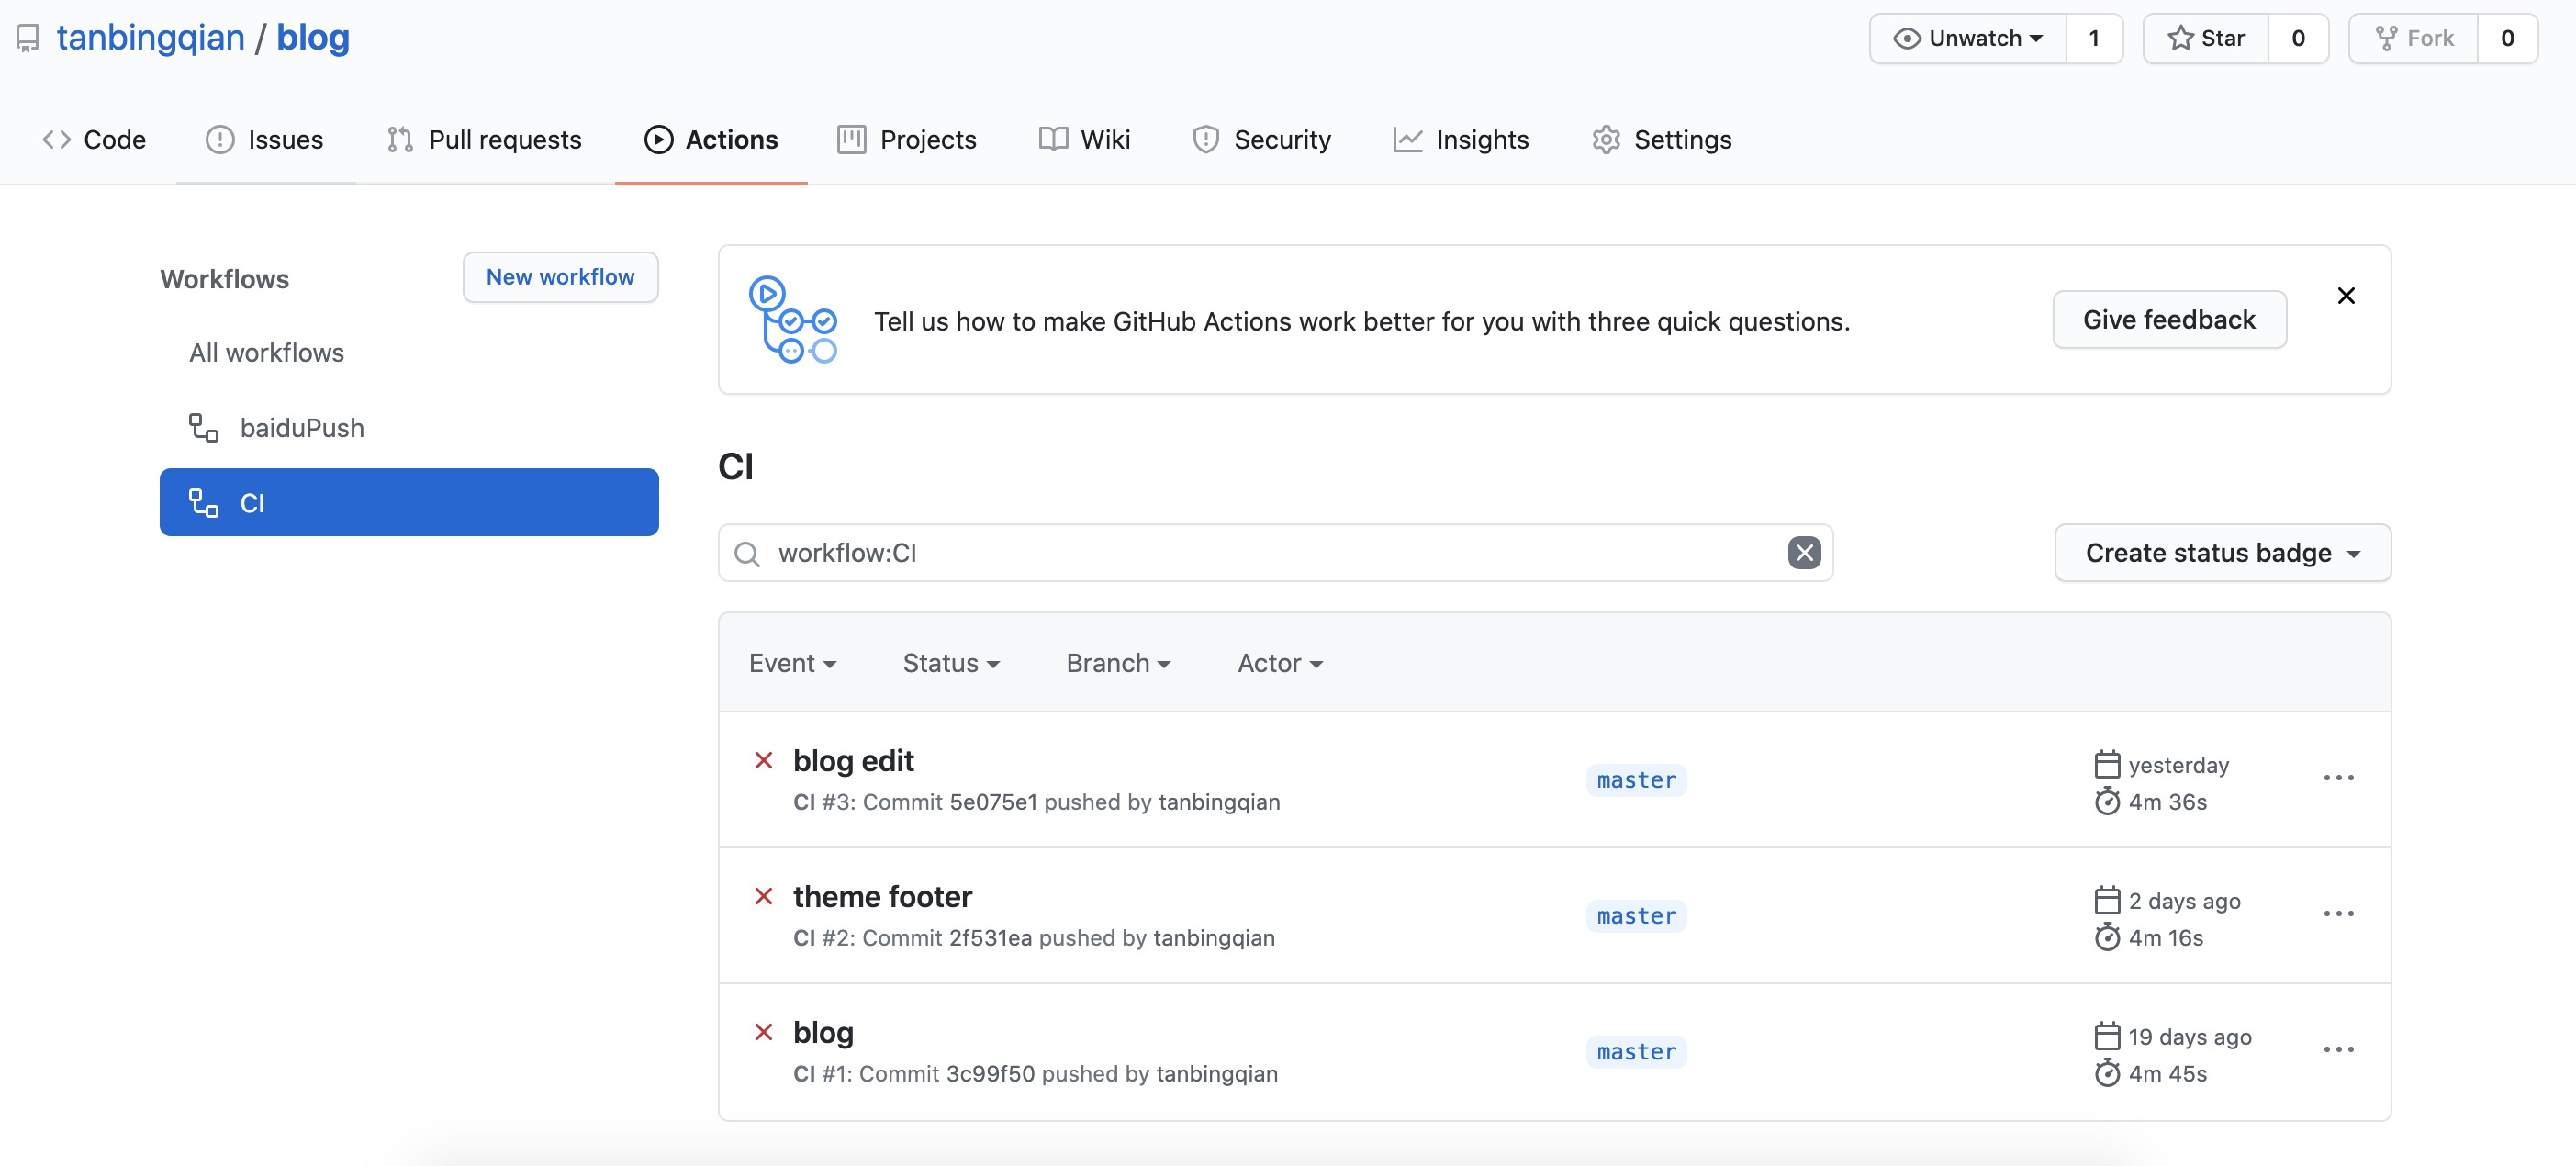 tanbingqian / blog
Unwatch 1
Star 0
Fork 0
Code
Issues
Pull requests
Actions
Projects
Wiki
Security
Insights
Settings
Workflows
New workflow
All workflows
baiduPush
CI
Tell us how to make GitHub Actions work better for you with three quick questions.
Give feedback
CI
workflow:CI
Create status badge
Event
Status
Branch
Actor
blog edit
CI #3: Commit 5e075e1 pushed by tanbingqian
master
yesterday
4m 36s
theme footer
CI #2: Commit 2f531ea pushed by tanbingqian
master
2 days ago
4m 16s
blog
CI #1: Commit 3c99f50 pushed by tanbingqian
master
19 days ago
4m 45s